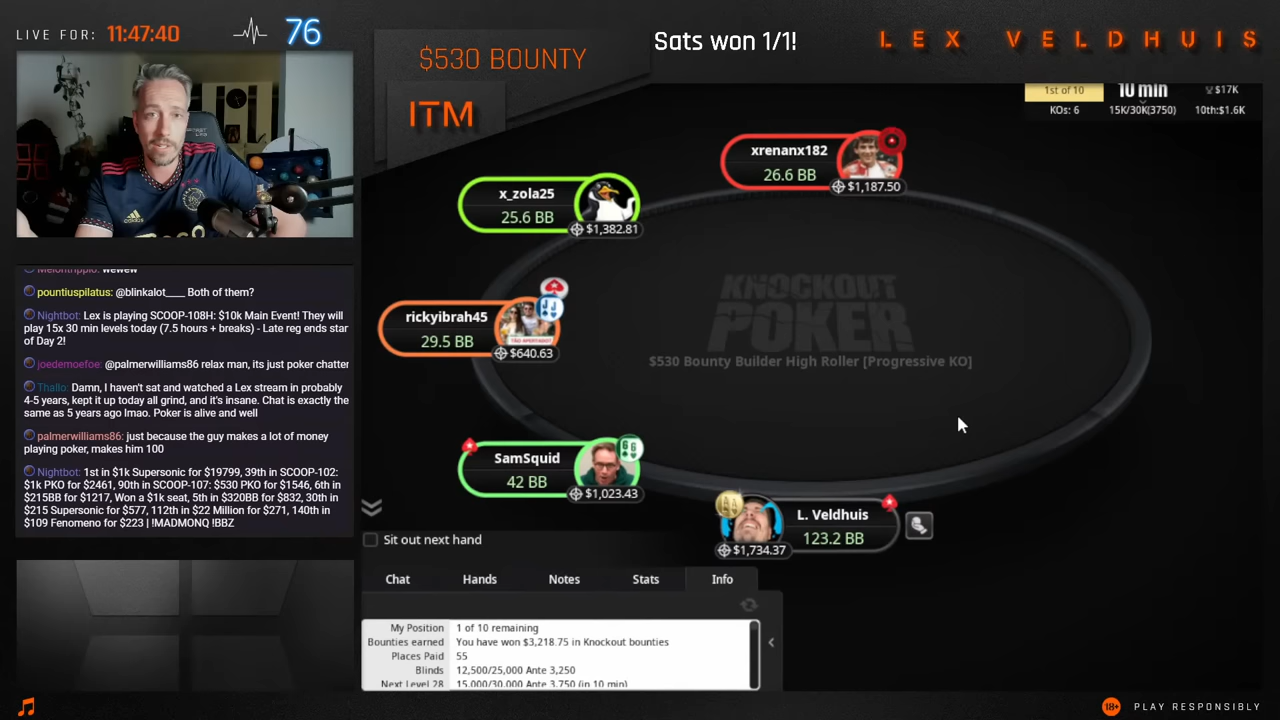 LIVE FOR: 11:47:40
76
$530 BOUNTY
ITM
Sats won 1/1!
LEX VELDHUIS
1st of 10
KOs: 6
10 min
15K/30K(3750)
$17K
10th:$1.6K
xrenanx182
26.6 BB
$1,187.50
x_zola25
25.6 BB
$1,382.81
rickyibrah45
29.5 BB
$640.63
SamSquid
42 BB
$1,023.43
L. Veldhuis
123.2 BB
$1,734.37
KNOCKOUT
POKER
$530 Bounty Builder High Roller [Progressive KO]
wewew
pountiuspilatus: @blinkalot____ Both of them?
Nightbot: Lex is playing SCOOP-108H: $10k Main Event! They will
play 15x 30 min levels today (7.5 hours + breaks) - Late reg ends star
of Day 2!
joedemoefoe: @palmerwilliams86 relax man, its just poker chatter
Thallo: Damn, I haven't sat and watched a Lex stream in probably
4-5 years, kept it up today all grind, and it's insane. Chat is exactly the
same as 5 years ago lmao. Poker is alive and well
palmerwilliams86: just because the guy makes a lot of money
playing poker, makes him 100
Nightbot: 1st in $1k Supersonic for $19799, 39th in SCOOP-102:
$1k PKO for $2461, 90th in SCOOP-107: $530 PKO for $1546, 6th in
$215BB for $1217, Won a $1k seat, 5th in $320BB for $832, 30th in
$215 Supersonic for $577, 112th in $22 Million for $271, 140th in
$109 Fenomeno for $223 | !MADMONQ !BBZ
Sit out next hand
Chat Hands Notes Stats Info
My Position 1 of 10 remaining
Bounties earned You have won $3,218.75 in Knockout bounties
Places Paid 55
Blinds 12,500/25,000 Ante 3,250
Next Level 28 15,000/30,000 Ante 3,750 (in 10 min)
18+ PLAY RESPONSIBLY